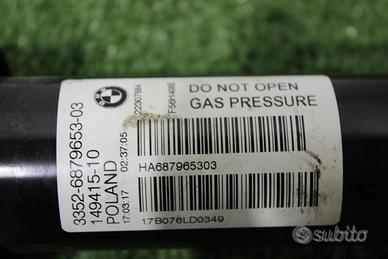 3352-6879653-03
149415-10
POLAND
17:03:17 02:37:05
BMW
DO NOT OPEN
GAS PRESSURE
HA687965303
17B076LD0349
subito